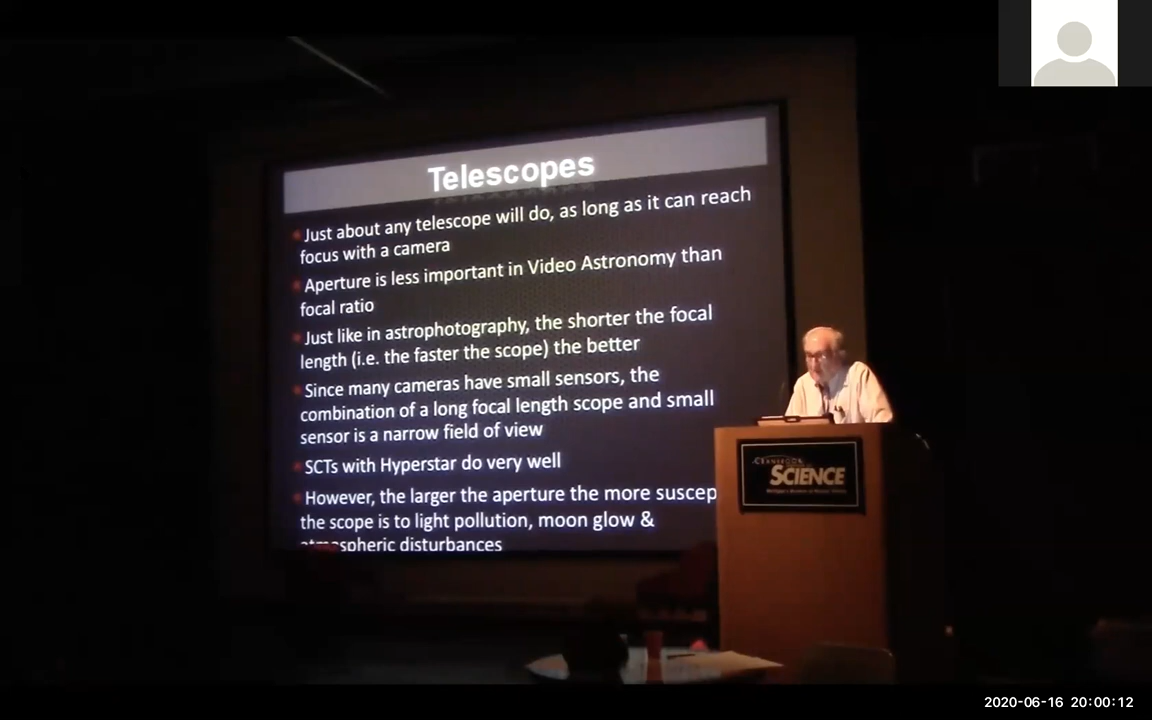 Telescopes
Just about any telescope will do, as long as it can reach
focus with a camera
Aperture is less important in Video Astronomy than
focal ratio
Just like in astrophotography, the shorter the focal
length (i.e. the faster the scope) the better
Since many cameras have small sensors, the
combination of a long focal length scope and small
sensor is a narrow field of view
SCTs with Hyperstar do very well
However, the larger the aperture the more suscep
the scope is to light pollution, moon glow &
atmospheric disturbances
CRANBROOK
SCIENCE
2020-06-16 20:00:12